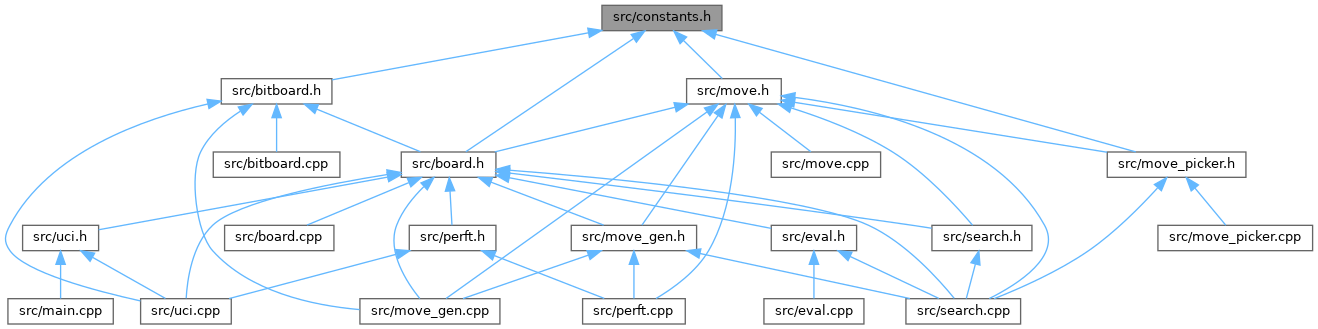 src/constants.h
src/bitboard.h
src/move.h
src/bitboard.cpp
src/board.h
src/move.cpp
src/move_picker.h
src/uci.h
src/board.cpp
src/perft.h
src/move_gen.h
src/eval.h
src/search.h
src/move_picker.cpp
src/main.cpp
src/uci.cpp
src/move_gen.cpp
src/perft.cpp
src/eval.cpp
src/search.cpp